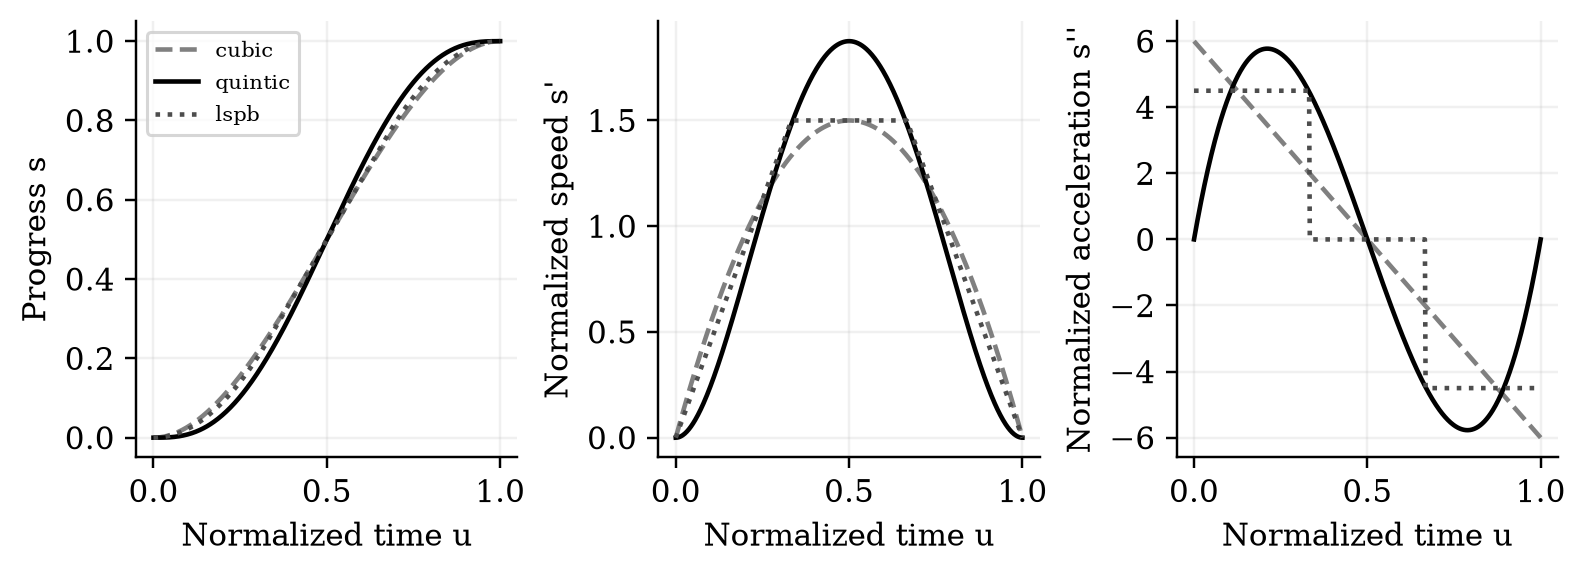 Progress s
1.0
0.8
0.6
0.4
0.2
0.0
cubic
quintic
lspb
0.0 0.5 1.0
Normalized time u
Normalized speed s'
1.5
1.0
0.5
0.0
0.0 0.5 1.0
Normalized time u
Normalized acceleration s''
6
4
2
0
−2
−4
−6
0.0 0.5 1.0
Normalized time u